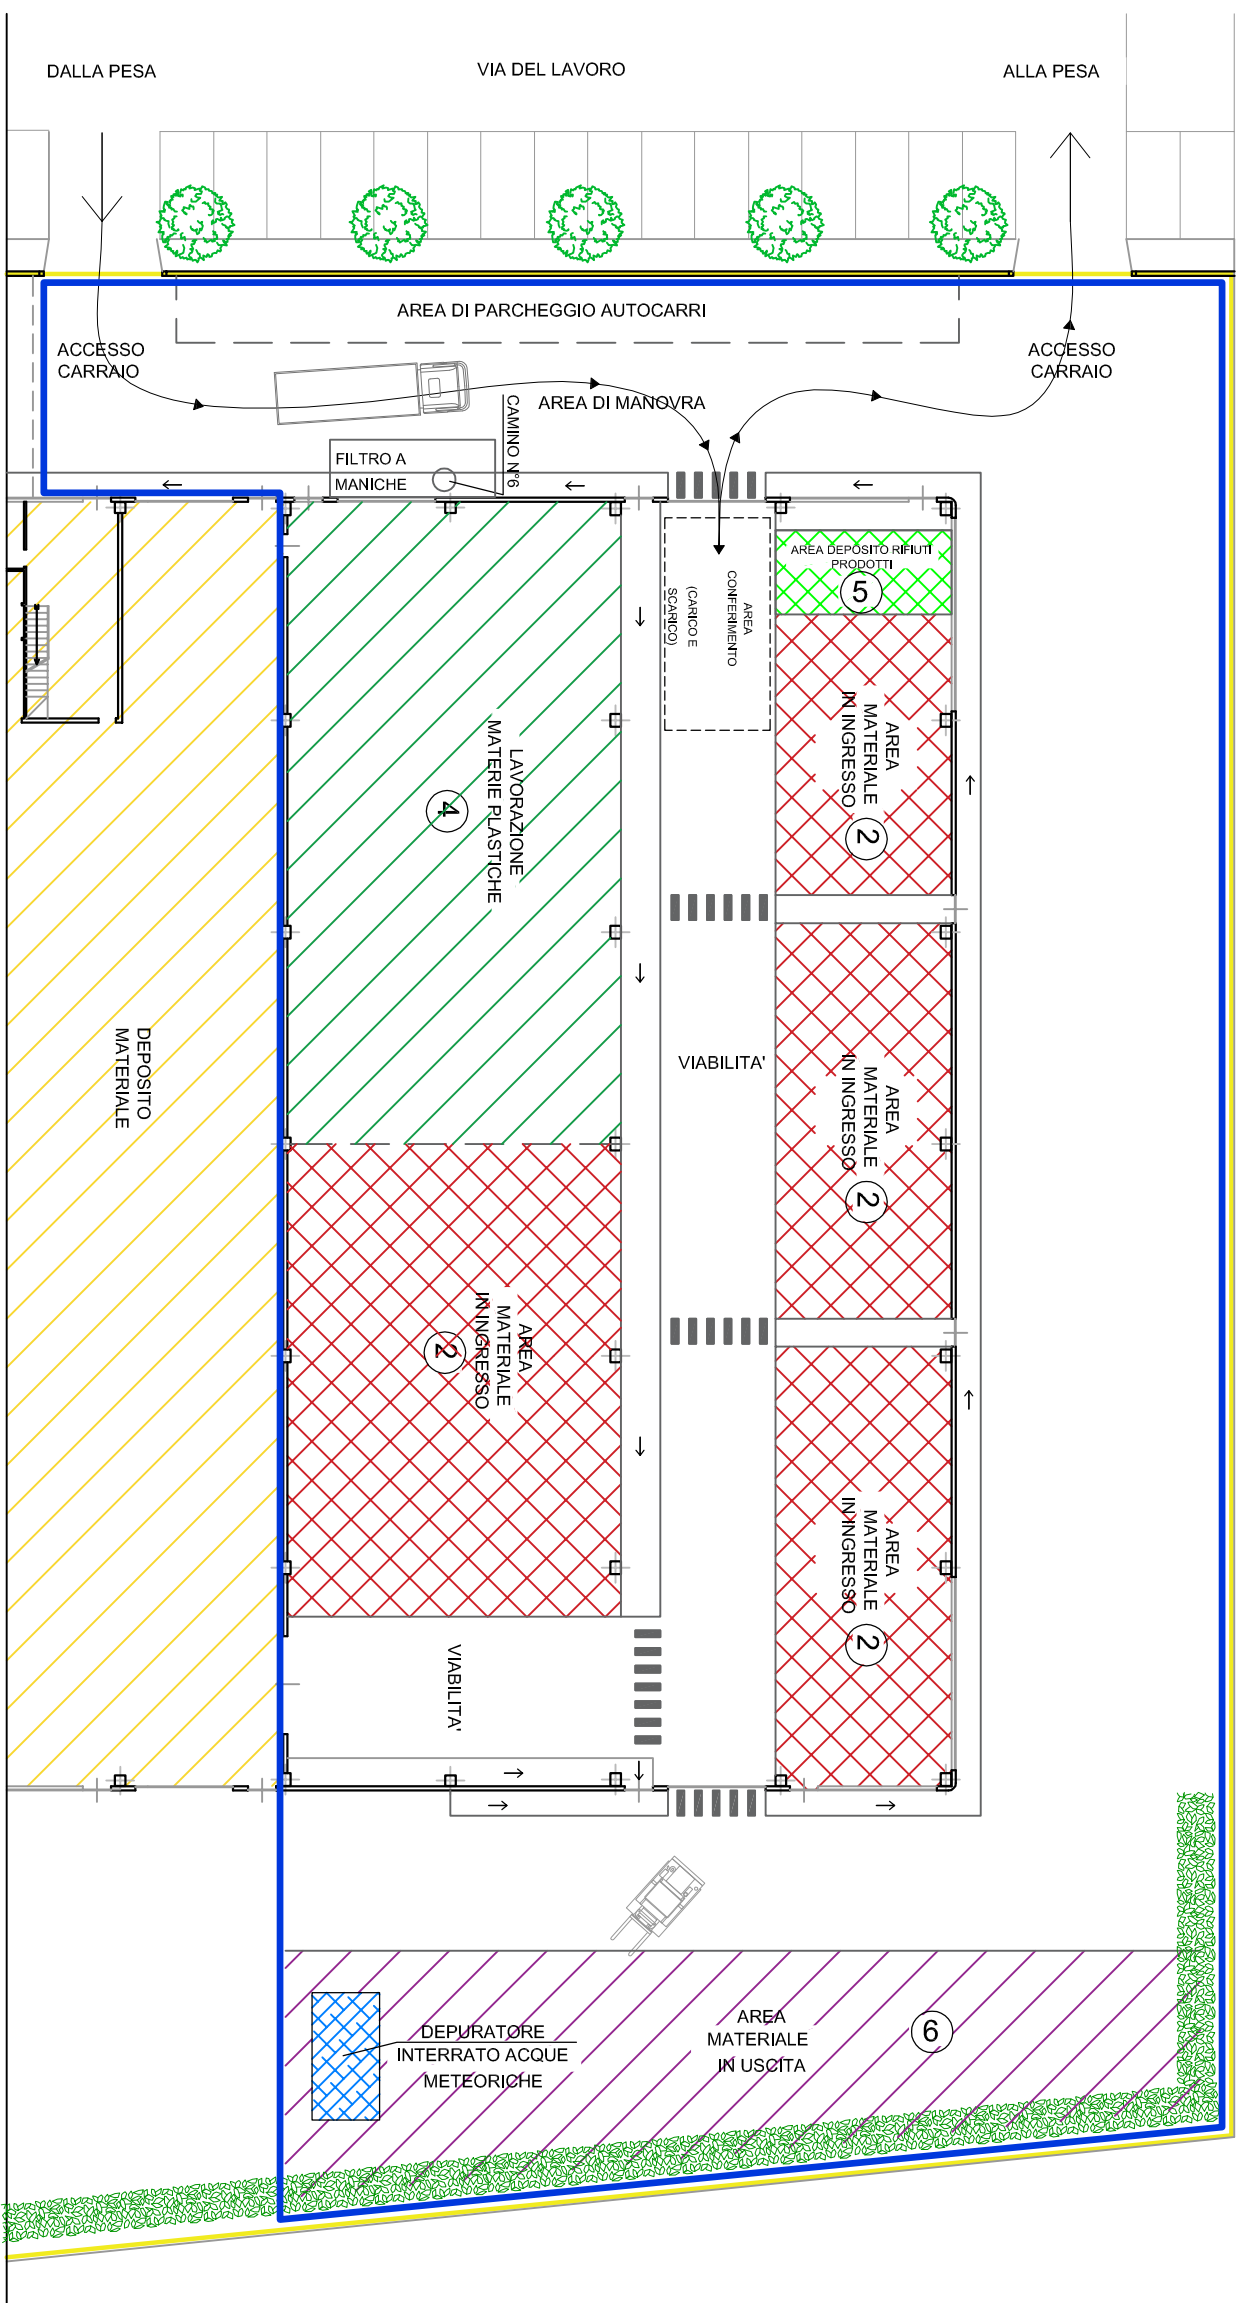 DALLA PESA
VIA DEL LAVORO
ALLA PESA
AREA DI PARCHEGGIO AUTOCARRI
ACCESSO
CARRAIO
ACCESSO
CARRAIO
AREA DI MANOVRA
CAMINO N°6
FILTRO A
MANICHE
AREA
CONFERIMENTO
(CARICO E
SCARICO)
AREA DEPOSITO RIFIUTI
PRODOTTI
5
AREA
MATERIALE
IN INGRESSO
2
LAVORAZIONE
MATERIE PLASTICHE
4
DEPOSITO
MATERIALE
VIABILITA'
AREA
MATERIALE
IN INGRESSO
2
AREA
MATERIALE
IN INGRESSO
2
AREA
MATERIALE
IN INGRESSO
2
VIABILITA'
DEPURATORE
INTERRATO ACQUE
METEORICHE
AREA
MATERIALE
IN USCITA
6